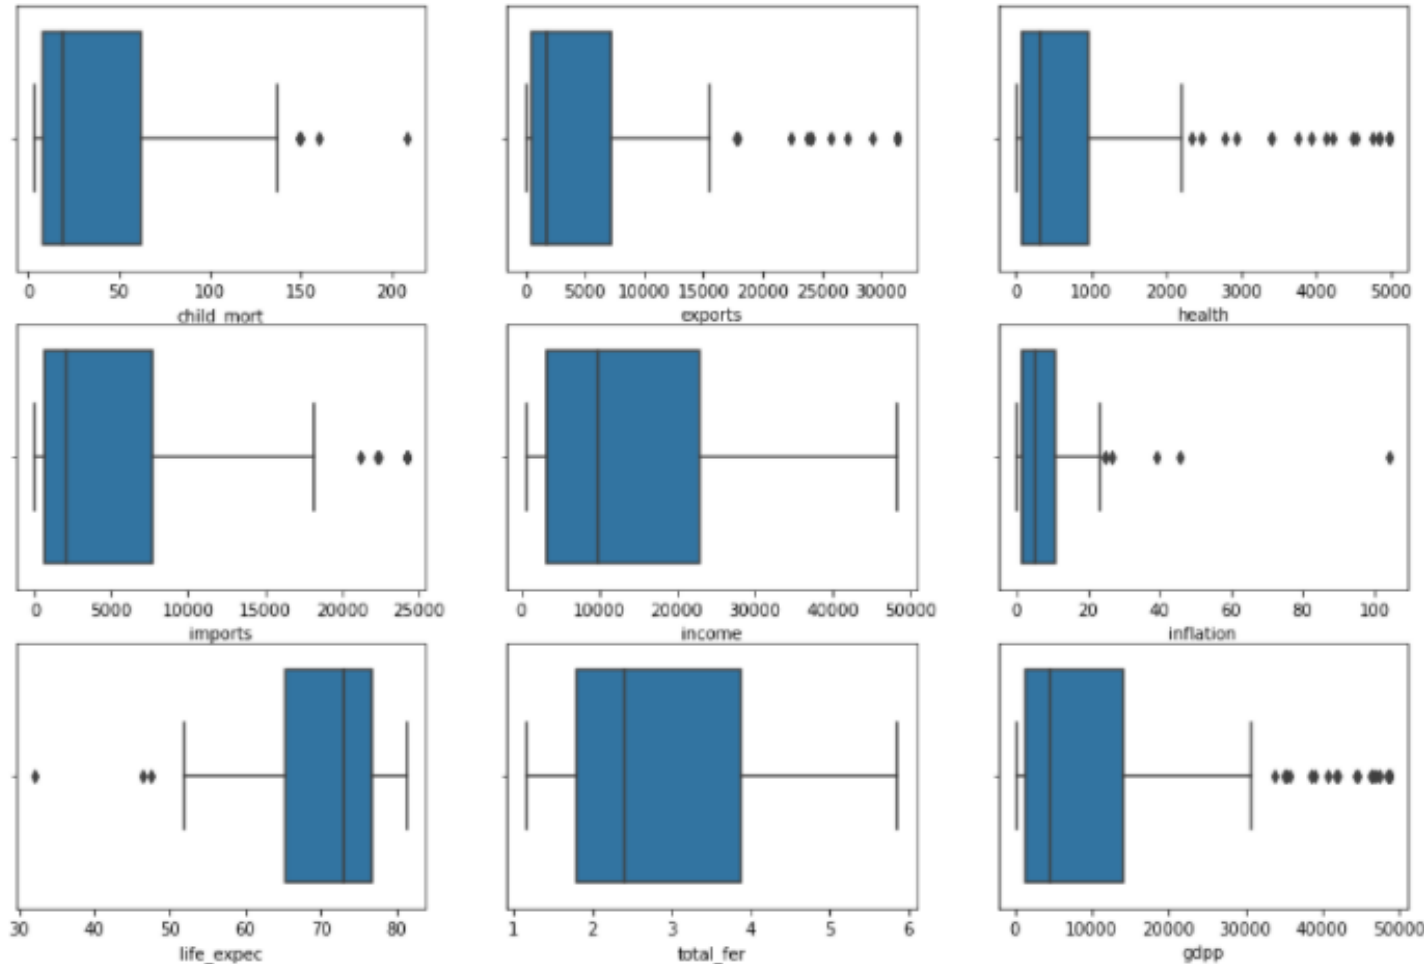 0 50 100 150 200
child_mort
0 5000 10000 15000 20000 25000 30000
exports
0 1000 2000 3000 4000 5000
health
0 5000 10000 15000 20000 25000
imports
0 10000 20000 30000 40000 50000
income
0 20 40 60 80 100
inflation
30 40 50 60 70 80
life_expec
1 2 3 4 5 6
total_fer
0 10000 20000 30000 40000 50000
gdpp